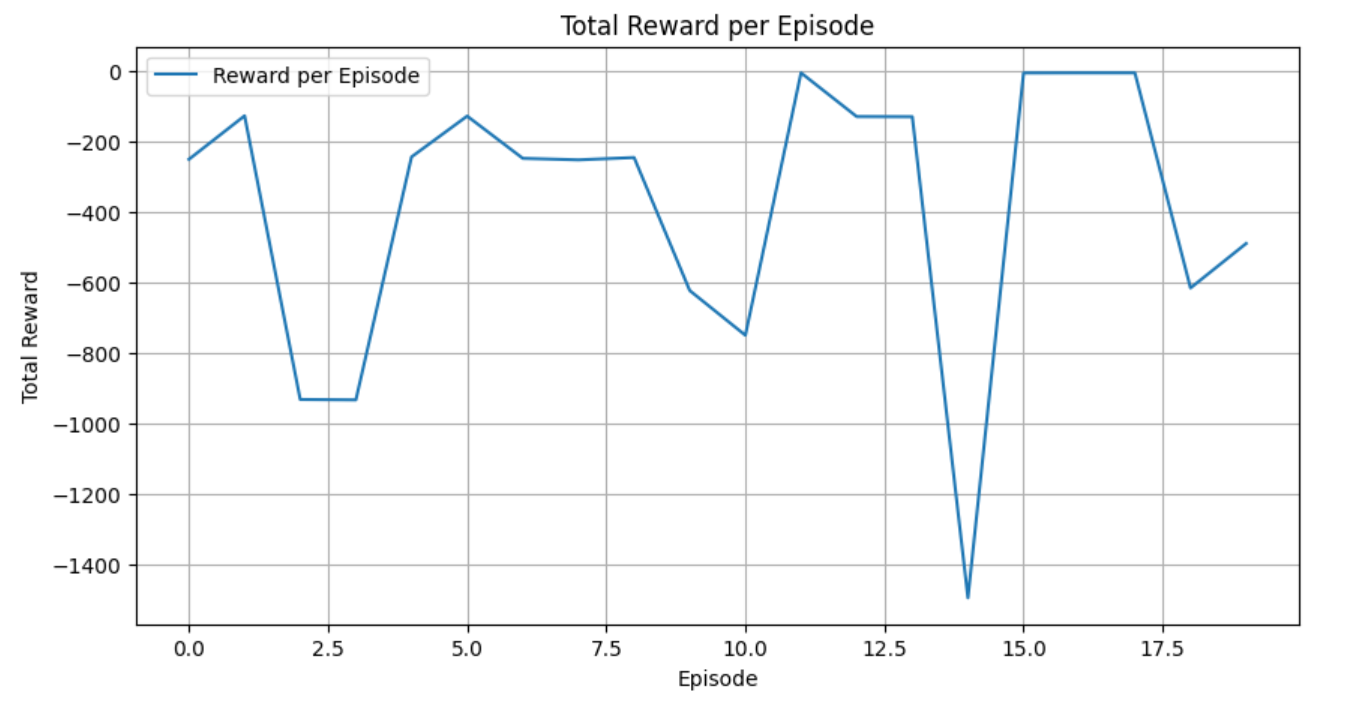 Total Reward per Episode
Reward per Episode
0
−200
−400
−600
−800
−1000
−1200
−1400
Total Reward
0.0 2.5 5.0 7.5 10.0 12.5 15.0 17.5
Episode